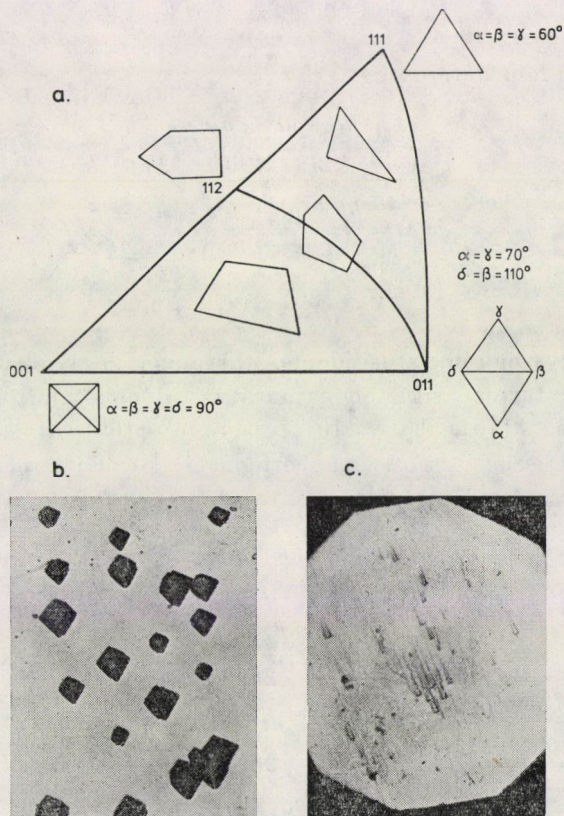 111
α=β=γ=60°
a.
112
α=γ=70°
δ=β=110°
γ
001
011
δ
β
α=β=γ=δ=90°
α
b.
c.